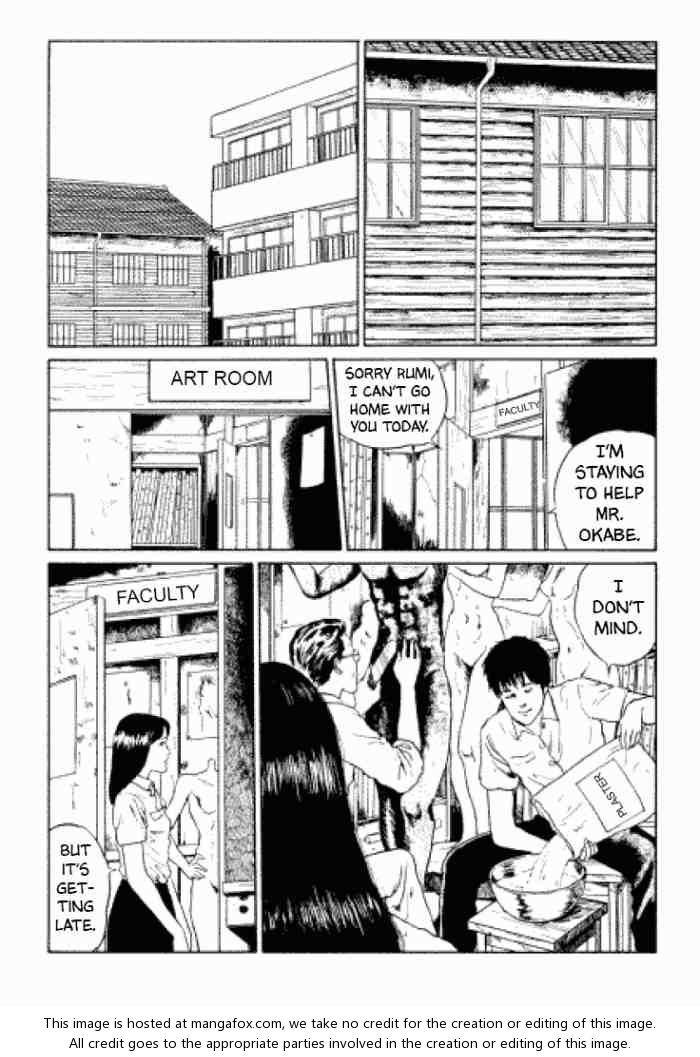 ART ROOM
SORRY RUMI,
I CAN'T GO
HOME WITH
YOU TODAY.
FACULTY
I'M
STAYING
TO HELP
MR.
OKABE.
FACULTY
BUT
IT'S
GET-
TING
LATE.
I
DON'T
MIND.
PLASTER
This image is hosted at mangafox.com, we take no credit for the creation or editing of this image.
All credit goes to the appropriate parties involved in the creation or editing of this image.